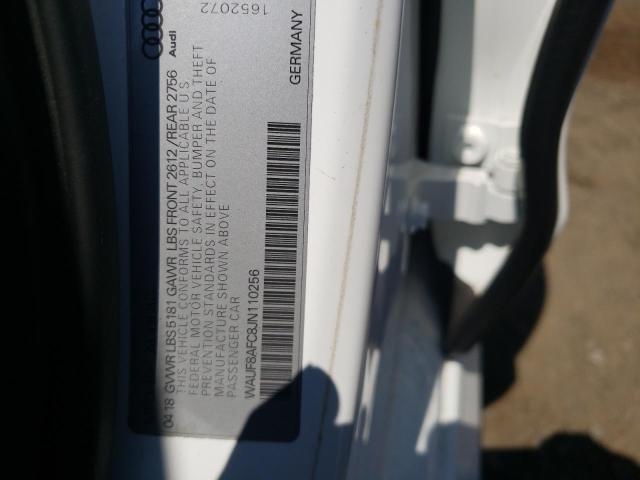 Audi
04 18 GVWR LBS 5181 GAWR LBS FRONT 2612 /REAR 2756
THIS VEHICLE CONFORMS TO ALL APPLICABLE U S
FEDERAL MOTOR VEHICLE SAFETY, BUMPER AND THEFT
PREVENTION STANDARDS IN EFFECT ON THE DATE OF
MANUFACTURE SHOWN ABOVE
PASSENGER CAR
WAUF8AFC8JN110256
GERMANY
1652072